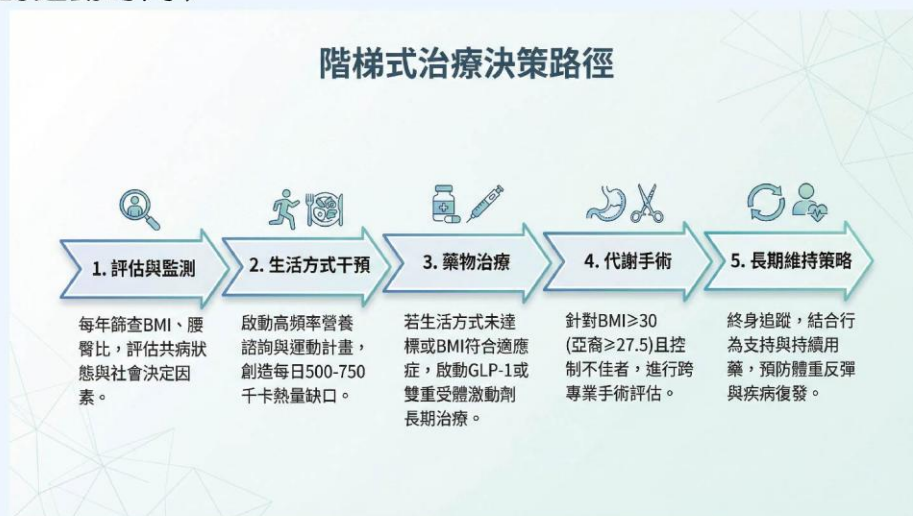 階梯式治療決策路徑
1. 評估與監測
每年篩查BMI、腰
臀比，評估共病狀
態與社會決定因
素。
2. 生活方式干預
啟動高頻率營養
諮詢與運動計畫，
創造每日500-750
千卡熱量缺口。
3. 藥物治療
若生活方式未達
標或BMI符合適應
症，啟動GLP-1或
雙重受體激動劑
長期治療。
4. 代謝手術
針對BMI≥30
(亞裔≥27.5)且控
制不佳者，進行跨
專業手術評估。
5. 長期維持策略
終身追蹤，結合行
為支持與持續用
藥，預防體重反彈
與疾病復發。